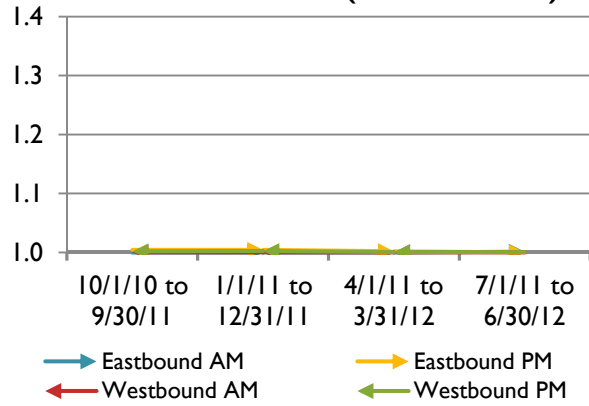 1.4
1.3
1.2
1.1
1.0
10/1/10 to 1/1/11 to 4/1/11 to 7/1/11 to
9/30/11 12/31/11 3/31/12 6/30/12
Eastbound AM Eastbound PM
Westbound AM Westbound PM